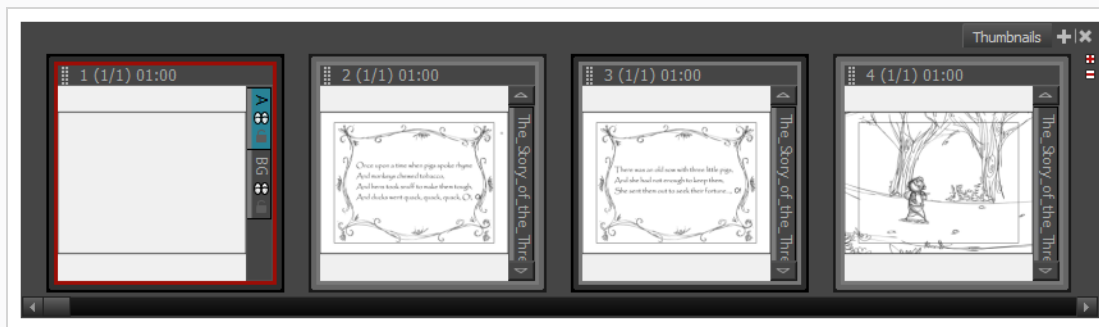 Thumbnails
1 (1/1) 01:00
A
BG
2 (1/1) 01:00
Once upon a time when pigs spoke rhyme
And monkeys chewed tobacco,
And hens took snuff to make them tough,
And ducks went quack, quack, quack, O!,
The_Story_of_the_Thre
3 (1/1) 01:00
There was an old sow with three little pigs,
And she had not enough to keep them,
She sent them out to seek their fortune ...
The_Story_of_the_Thre
4 (1/1) 01:00
The_Story_of_the_Thre